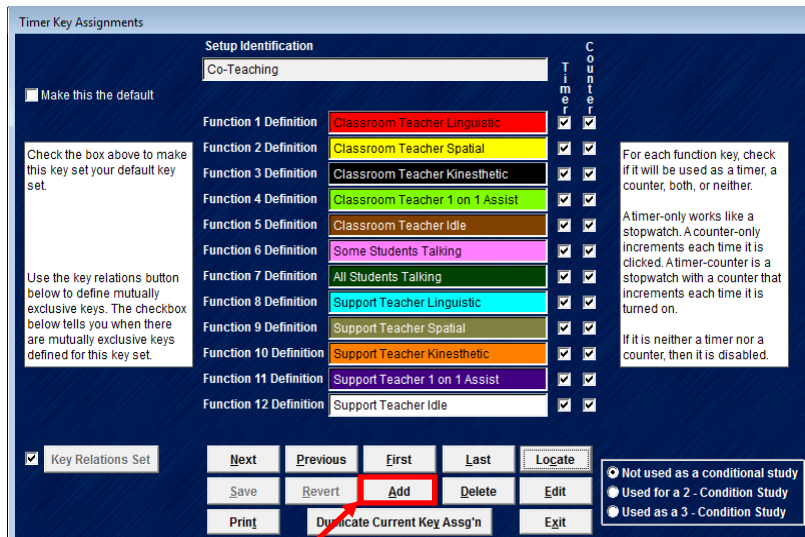 Timer Key Assignments
Setup Identification
Co-Teaching
Timer
Counter
Make this the default
Check the box above to make
this key set your default key
set.
Use the key relations button
below to define mutually
exclusive keys. The checkbox
below tells you when there
are mutually exclusive keys
defined for this key set.
Function 1 Definition Classroom Teacher Linguistic
Function 2 Definition Classroom Teacher Spatial
Function 3 Definition Classroom Teacher Kinesthetic
Function 4 Definition Classroom Teacher 1 on 1 Assist
Function 5 Definition Classroom Teacher Idle
Function 6 Definition Some Students Talking
Function 7 Definition All Students Talking
Function 8 Definition Support Teacher Linguistic
Function 9 Definition Support Teacher Spatial
Function 10 Definition Support Teacher Kinesthetic
Function 11 Definition Support Teacher 1 on 1 Assist
Function 12 Definition Support Teacher Idle
For each function key, check
if it will be used as a timer, a
counter, both, or neither.
A timer-only works like a
stopwatch. A counter-only
increments each time it is
clicked. A timer-counter is a
stopwatch with a counter that
increments each time it is
turned on.
If it is neither a timer nor a
counter, then it is disabled.
Key Relations Set
Next Previous First Last Locate
Save Revert Add Delete Edit
Print Duplicate Current Key Assg'n Exit
Not used as a conditional study
Used for a 2 - Condition Study
Used as a 3 - Condition Study